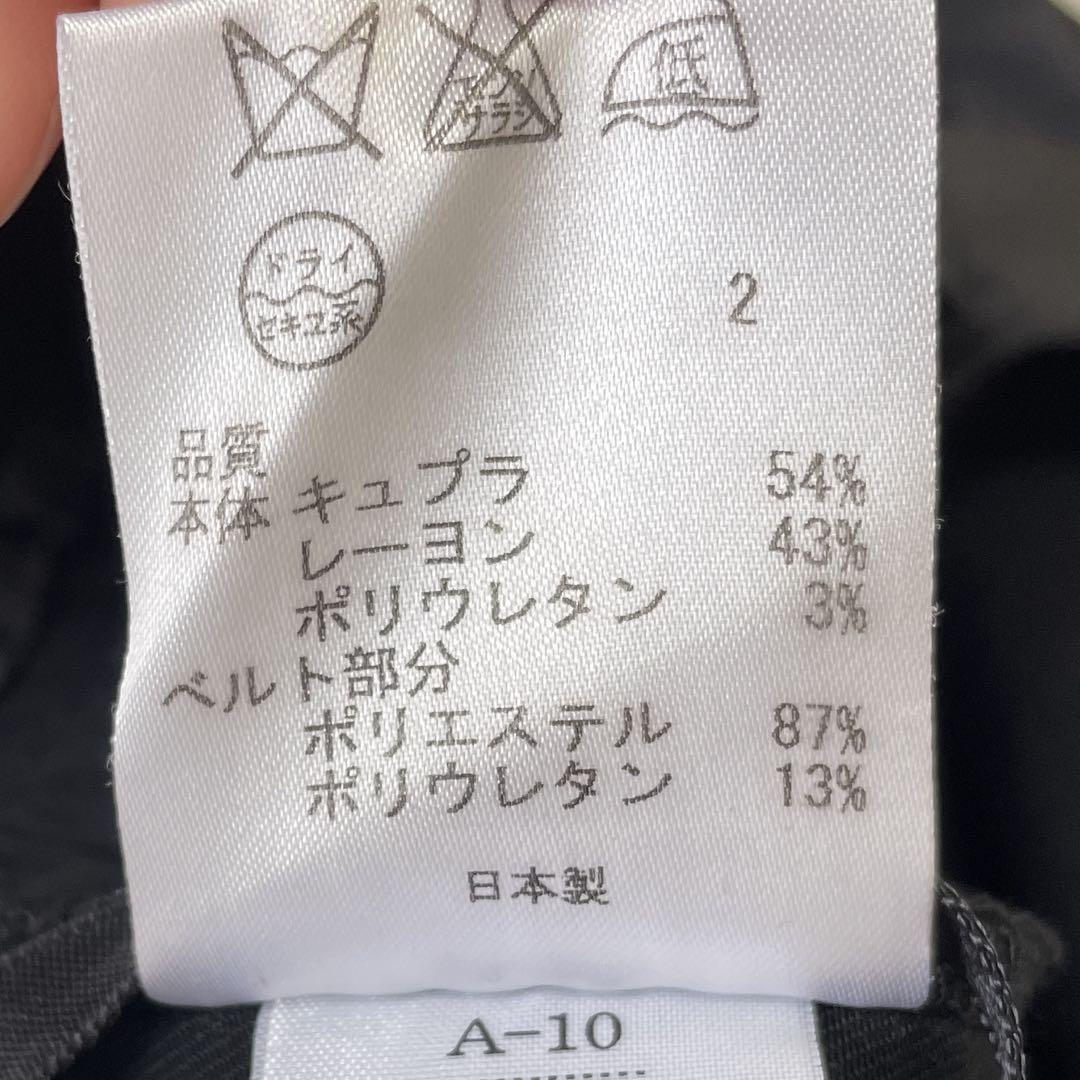 エンソ
サラシ
低
ドライ
セキユ系
2
品質
本体 キュプラ 54%
レーヨン 43%
ポリウレタン 3%
ベルト部分
ポリエステル 87%
ポリウレタン 13%
日本製
A-10